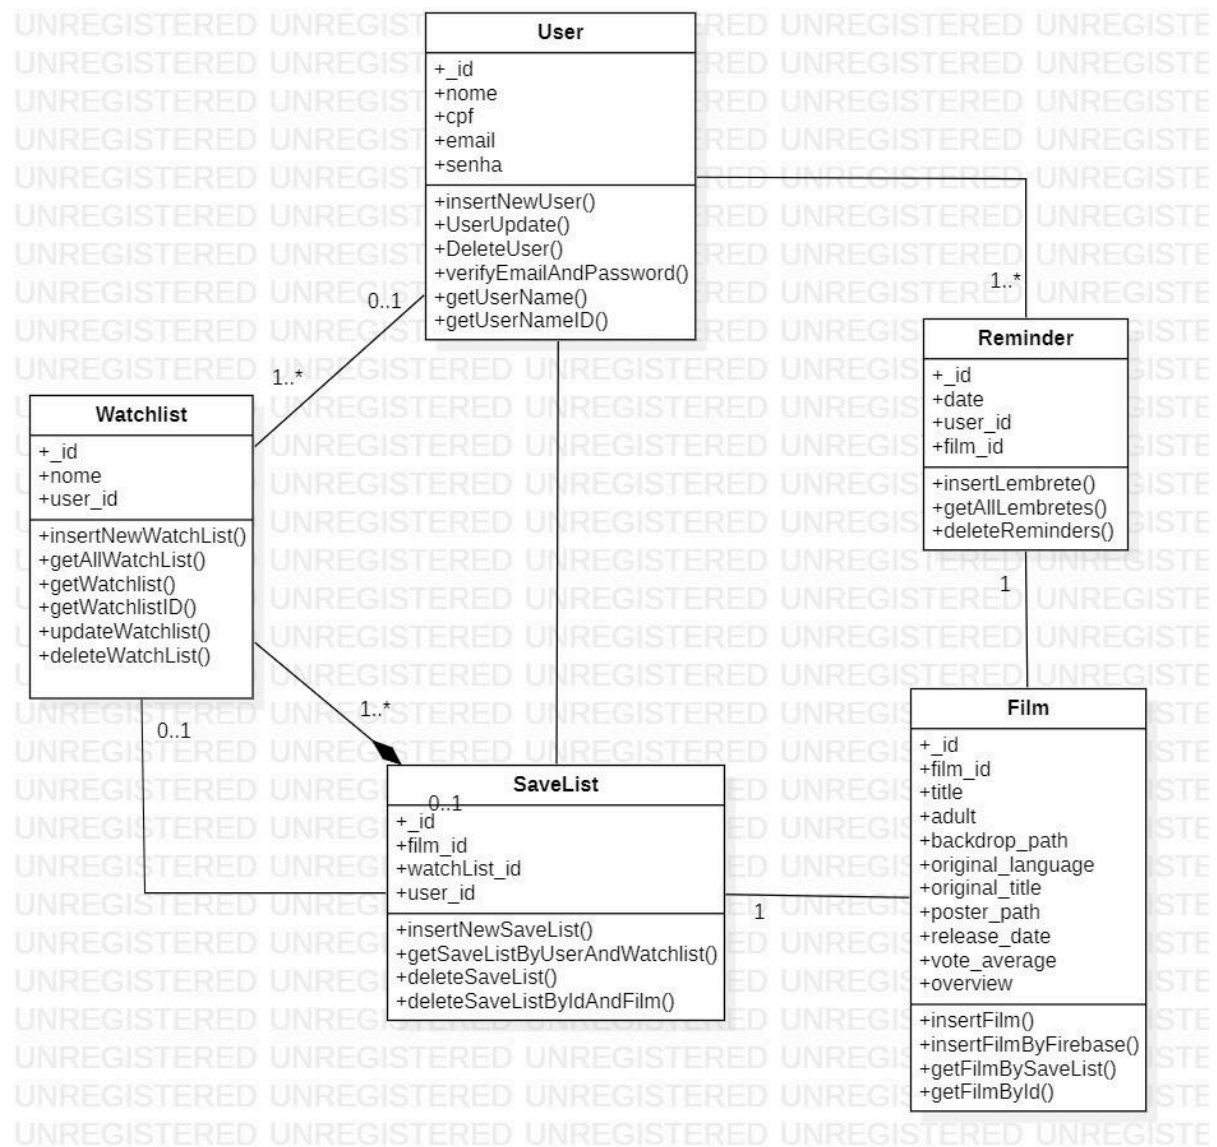 User
+_id
+nome
+cpf
+email
+senha
+insertNewUser()
+UserUpdate()
+DeleteUser()
+verifyEmailAndPassword()
+getUserName()
+getUserNameID()
0..1
1..*
1..*
Watchlist
+_id
+nome
+user_id
+insertNewWatchList()
+getAllWatchList()
+getWatchlist()
+getWatchlistID()
+updateWatchlist()
+deleteWatchList()
Reminder
+_id
+date
+user_id
+film_id
+insertLembrete()
+getAllLembretes()
+deleteReminders()
1
0..1
1..*
SaveList
0..1
+_id
+film_id
+watchList_id
+user_id
+insertNewSaveList()
+getSaveListByUserAndWatchlist()
+deleteSaveList()
+deleteSaveListByIdAndFilm()
1
Film
+_id
+film_id
+title
+adult
+backdrop_path
+original_language
+original_title
+poster_path
+release_date
+vote_average
+overview
+insertFilm()
+insertFilmByFirebase()
+getFilmBySaveList()
+getFilmById()
UNREGISTERED